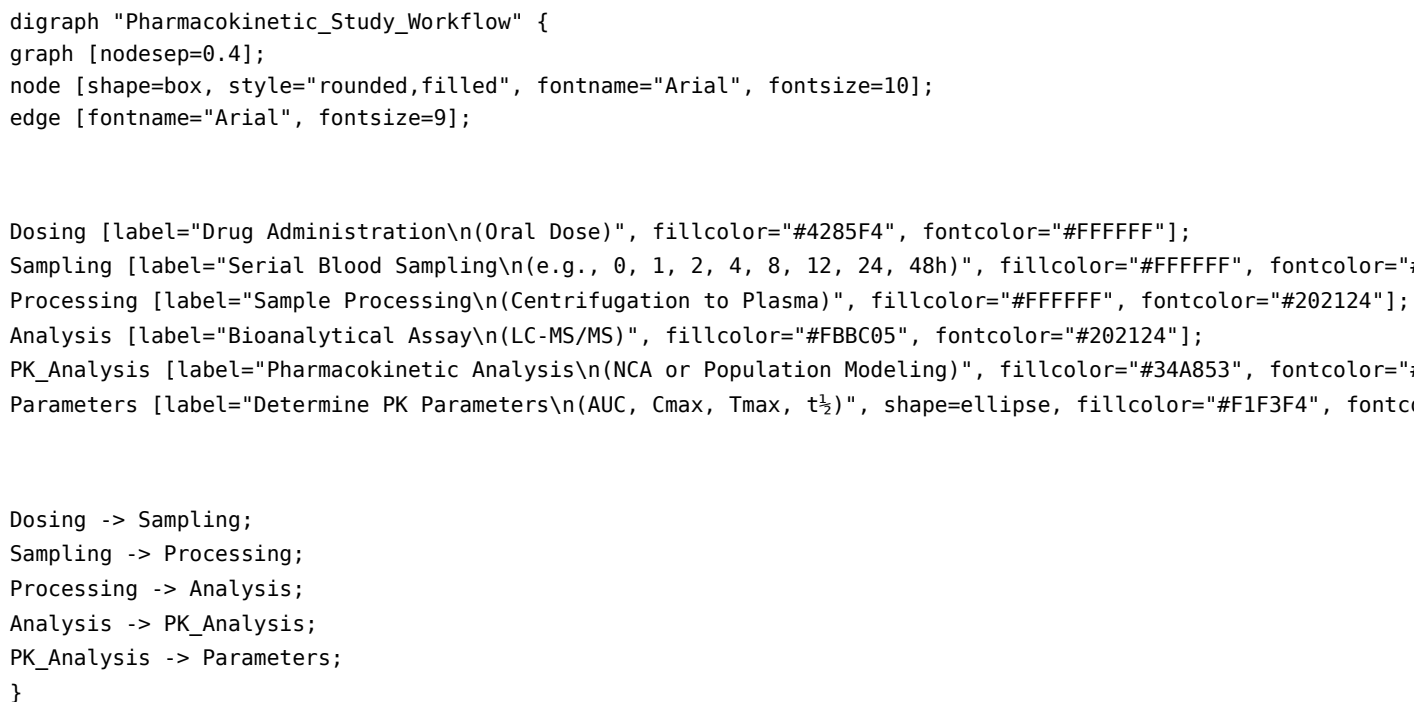 digraph "Pharmacokinetic_Study_Workflow" {
graph [nodesep=0.4];
node [shape=box, style="rounded,filled", fontname="Arial", fontsize=10];
edge [fontname="Arial", fontsize=9];
Dosing [label="Drug Administration\n(Oral Dose)", fillcolor="#4285F4", fontcolor="#FFFFFF"];
Sampling [label="Serial Blood Sampling\n(e.g., 0, 1, 2, 4, 8, 12, 24, 48h)", fillcolor="#FFFFFF", fontcolor="#
Processing [label="Sample Processing\n(Centrifugation to Plasma)", fillcolor="#FFFFFF", fontcolor="#202124"];
Analysis [label="Bioanalytical Assay\n(LC-MS/MS)", fillcolor="#FBBC05", fontcolor="#202124"];
PK_Analysis [label="Pharmacokinetic Analysis\n(NCA or Population Modeling)", fillcolor="#34A853", fontcolor="#
Parameters [label="Determine PK Parameters\n(AUC, Cmax, Tmax, t½)", shape=ellipse, fillcolor="#F1F3F4", fontc
Dosing -> Sampling;
Sampling -> Processing;
Processing -> Analysis;
Analysis -> PK_Analysis;
PK_Analysis -> Parameters;
}